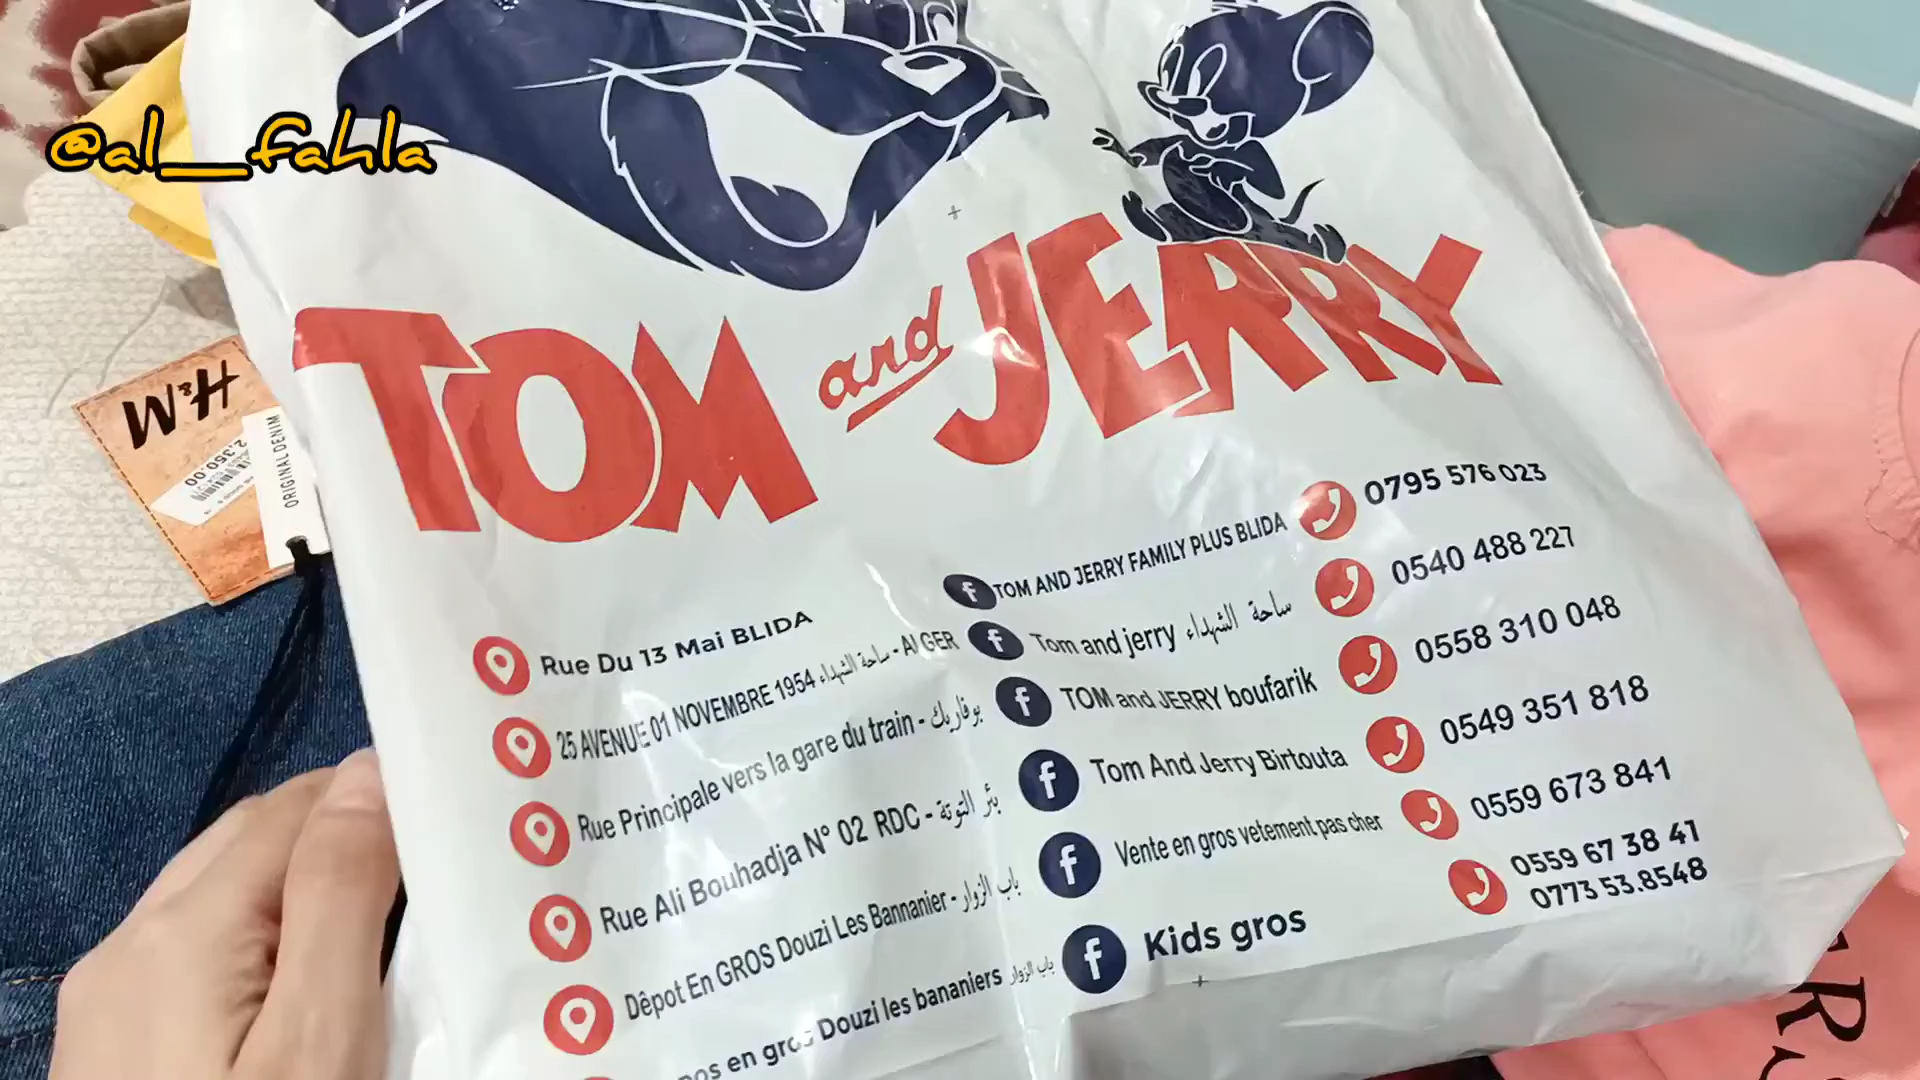 @al__fahla
TOM and JERRY
H&M
2,350.00
ORIGINAL DENIM
Rue Du 13 Mai BLIDA
25 AVENUE 01 NOVEMBRE 1954 ساحة الشهداء - ALGER
Rue Principale vers la gare du train - بوفاريك
Rue Ali Bouhadja N° 02 RDC - بئر التوتة
Dêpot En GROS Douzi Les Bannanier - باب الزوار
en gros Douzi les bananiers باب الزوار
TOM AND JERRY FAMILY PLUS BLIDA
Tom and jerry ساحة الشهداء
TOM and JERRY boufarik
Tom And Jerry Birtouta
Vente en gros vetement pas cher
Kids gros
0795 576 023
0540 488 227
0558 310 048
0549 351 818
0559 673 841
0559 67 38 41
0773 53.8548